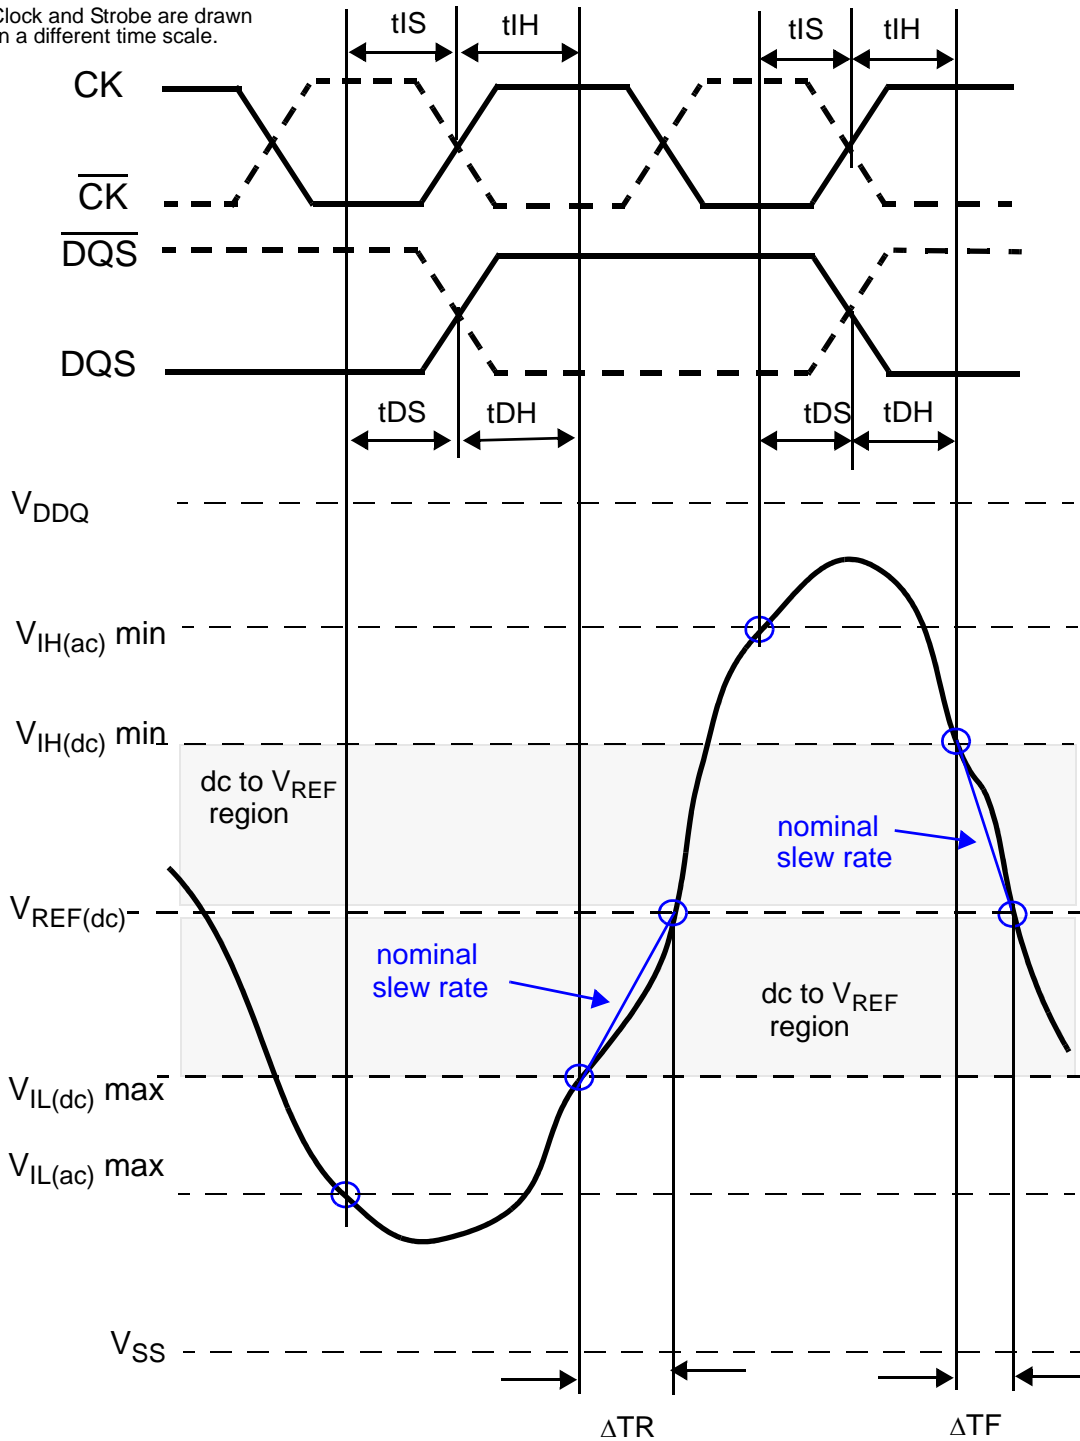 Clock and Strobe are drawn
n a different time scale.
tIS
tIH
tIS
tIH
CK
CK
DQS
DQS
tDS
tDH
tDS
tDH
VDDQ
VIH(ac) min
VIH(dc) min
dc to VREF
region
nominal
slew rate
VREF(dc)
nominal
slew rate
dc to VREF
region
VIL(dc) max
VIL(ac) max
VSS
ΔTR
ΔTF